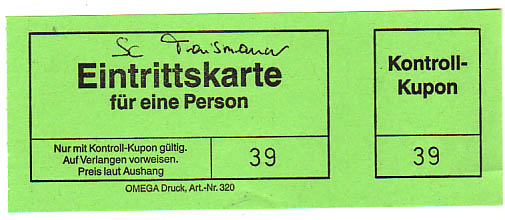 Sc
Eintrittskarte
für eine Person
Nur mit Kontroll-Kupon gültig.
Auf Verlangen vorweisen.
Preis laut Aushang
39
OMEGA Druck, Art.-Nr. 320
Kontroll-
Kupon
39